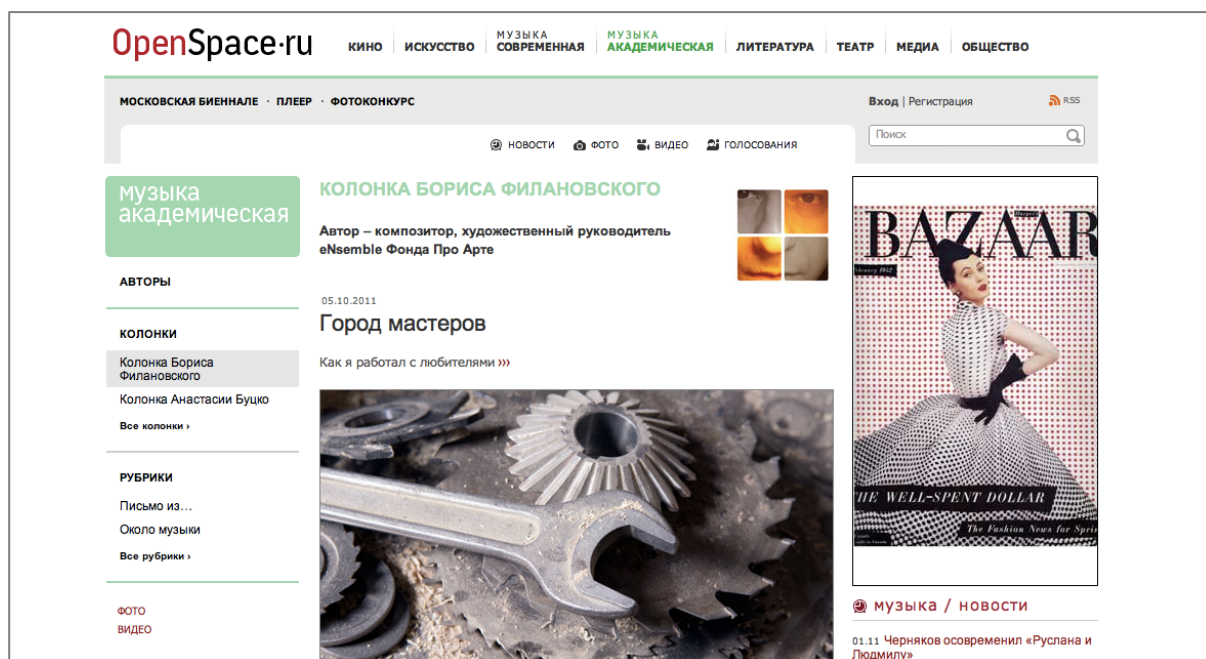 OpenSpace·ru
КИНО
ИСКУССТВО
МУЗЫКА
СОВРЕМЕННАЯ
МУЗЫКА
АКАДЕМИЧЕСКАЯ
ЛИТЕРАТУРА
ТЕАТР
МЕДИА
ОБЩЕСТВО
МОСКОВСКАЯ БИЕННАЛЕ · ПЛЕЕР · ФОТОКОНКУРС
Вход | Регистрация
RSS
Поиск
НОВОСТИ
ФОТО
ВИДЕО
ГОЛОСОВАНИЯ
музыка
академическая
АВТОРЫ
КОЛОНКИ
Колонка Бориса
Филановского
Колонка Анастасии Буцко
Все колонки ›
РУБРИКИ
Письмо из...
Около музыки
Все рубрики ›
ФОТО
ВИДЕО
КОЛОНКА БОРИСА ФИЛАНОВСКОГО
Автор – композитор, художественный руководитель
eNsemble Фонда Про Арте
05.10.2011
Город мастеров
Как я работал с любителями ›››
BAZAAR
February 1952
THE WELL-SPENT DOLLAR
The Fashion News for Spri
музыка / новости
01.11 Черняков осовременил «Руслана и
Людмилу»